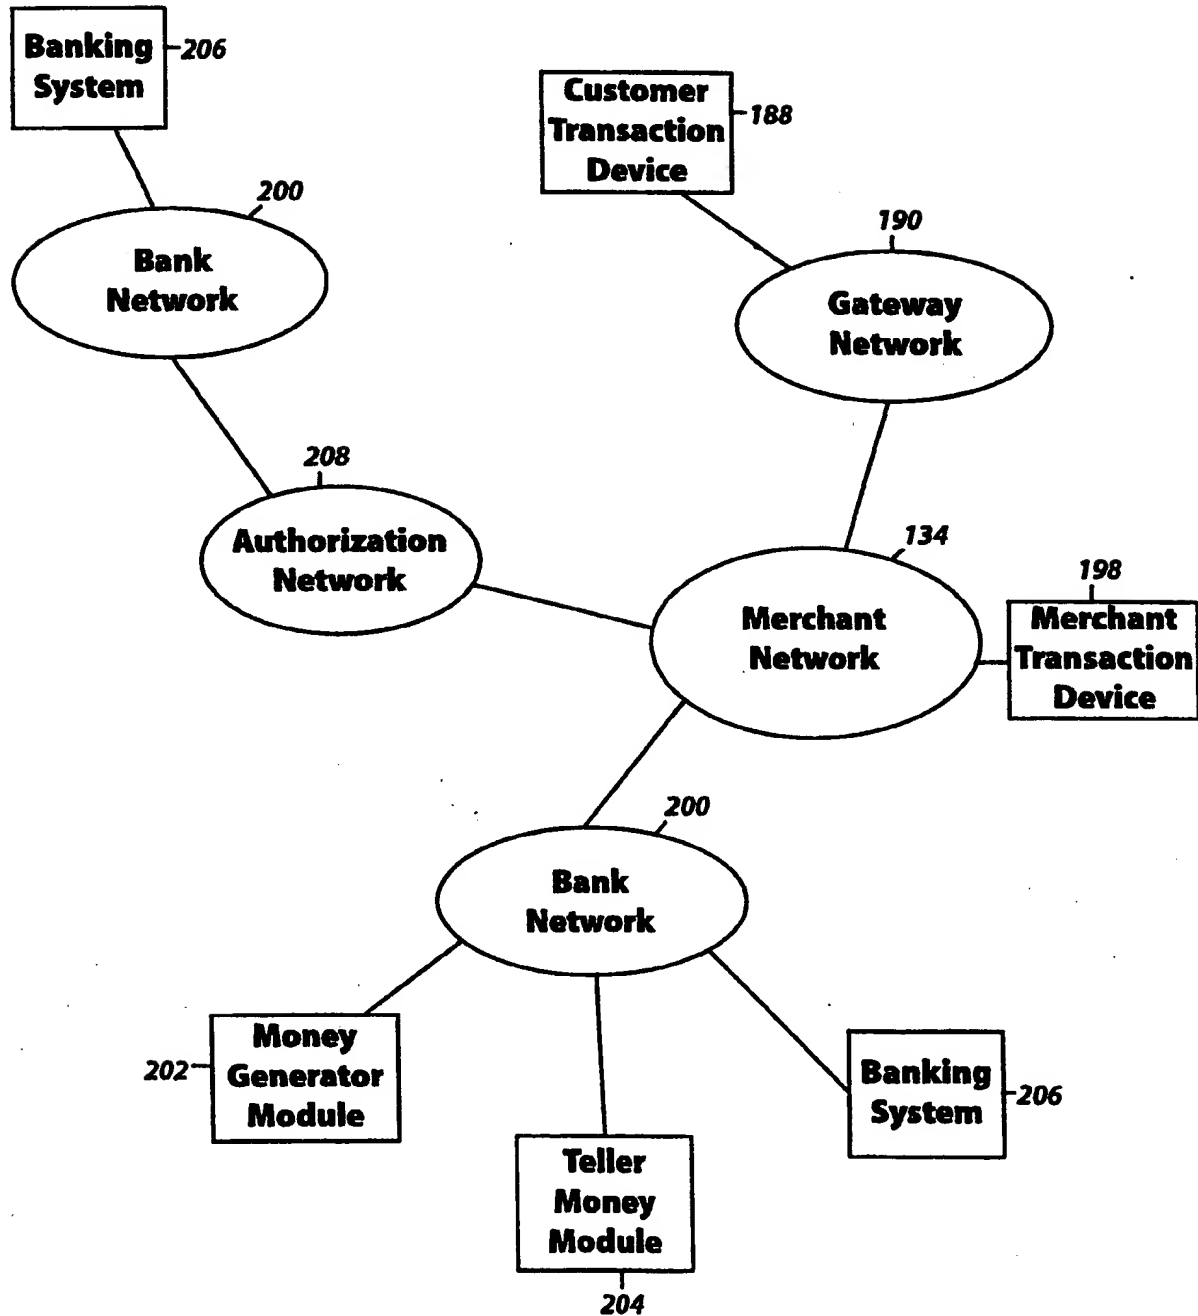 Banking
System
206
Customer
Transaction
Device
188
200
Bank
Network
190
Gateway
Network
208
Authorization
Network
134
Merchant
Network
198
Merchant
Transaction
Device
200
Bank
Network
Money
Generator
Module
202
Banking
System
206
Teller
Money
Module
204